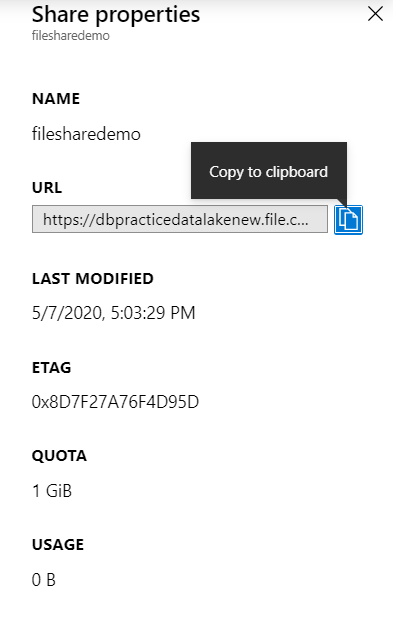 Share properties
filesharedemo
NAME
filesharedemo
Copy to clipboard
URL
https://dbpracticedatalakenew.file.c...
LAST MODIFIED
5/7/2020, 5:03:29 PM
ETAG
0x8D7F27A76F4D95D
QUOTA
1 GiB
USAGE
0 B